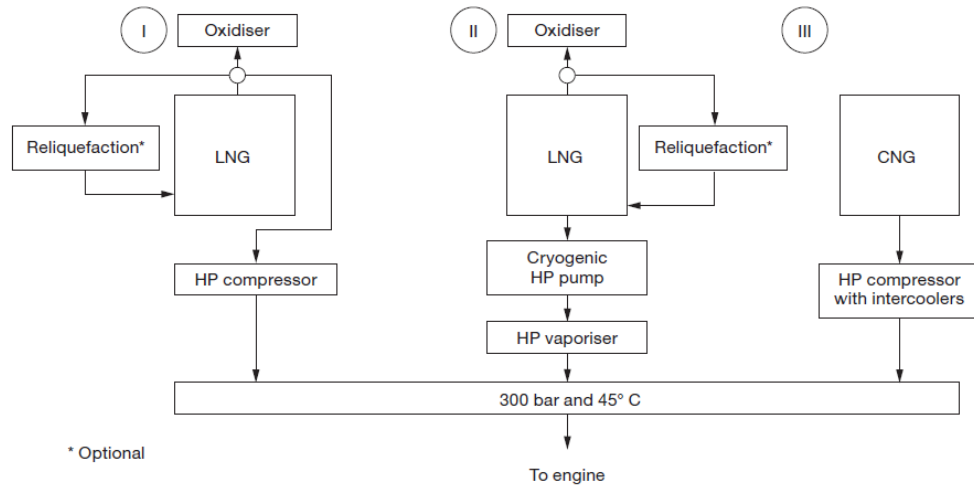 I
Oxidiser
II
Oxidiser
III
Reliquefaction*
LNG
LNG
Reliquefaction*
CNG
HP compressor
Cryogenic
HP pump
HP compressor
with intercoolers
HP vaporiser
300 bar and 45° C
* Optional
To engine